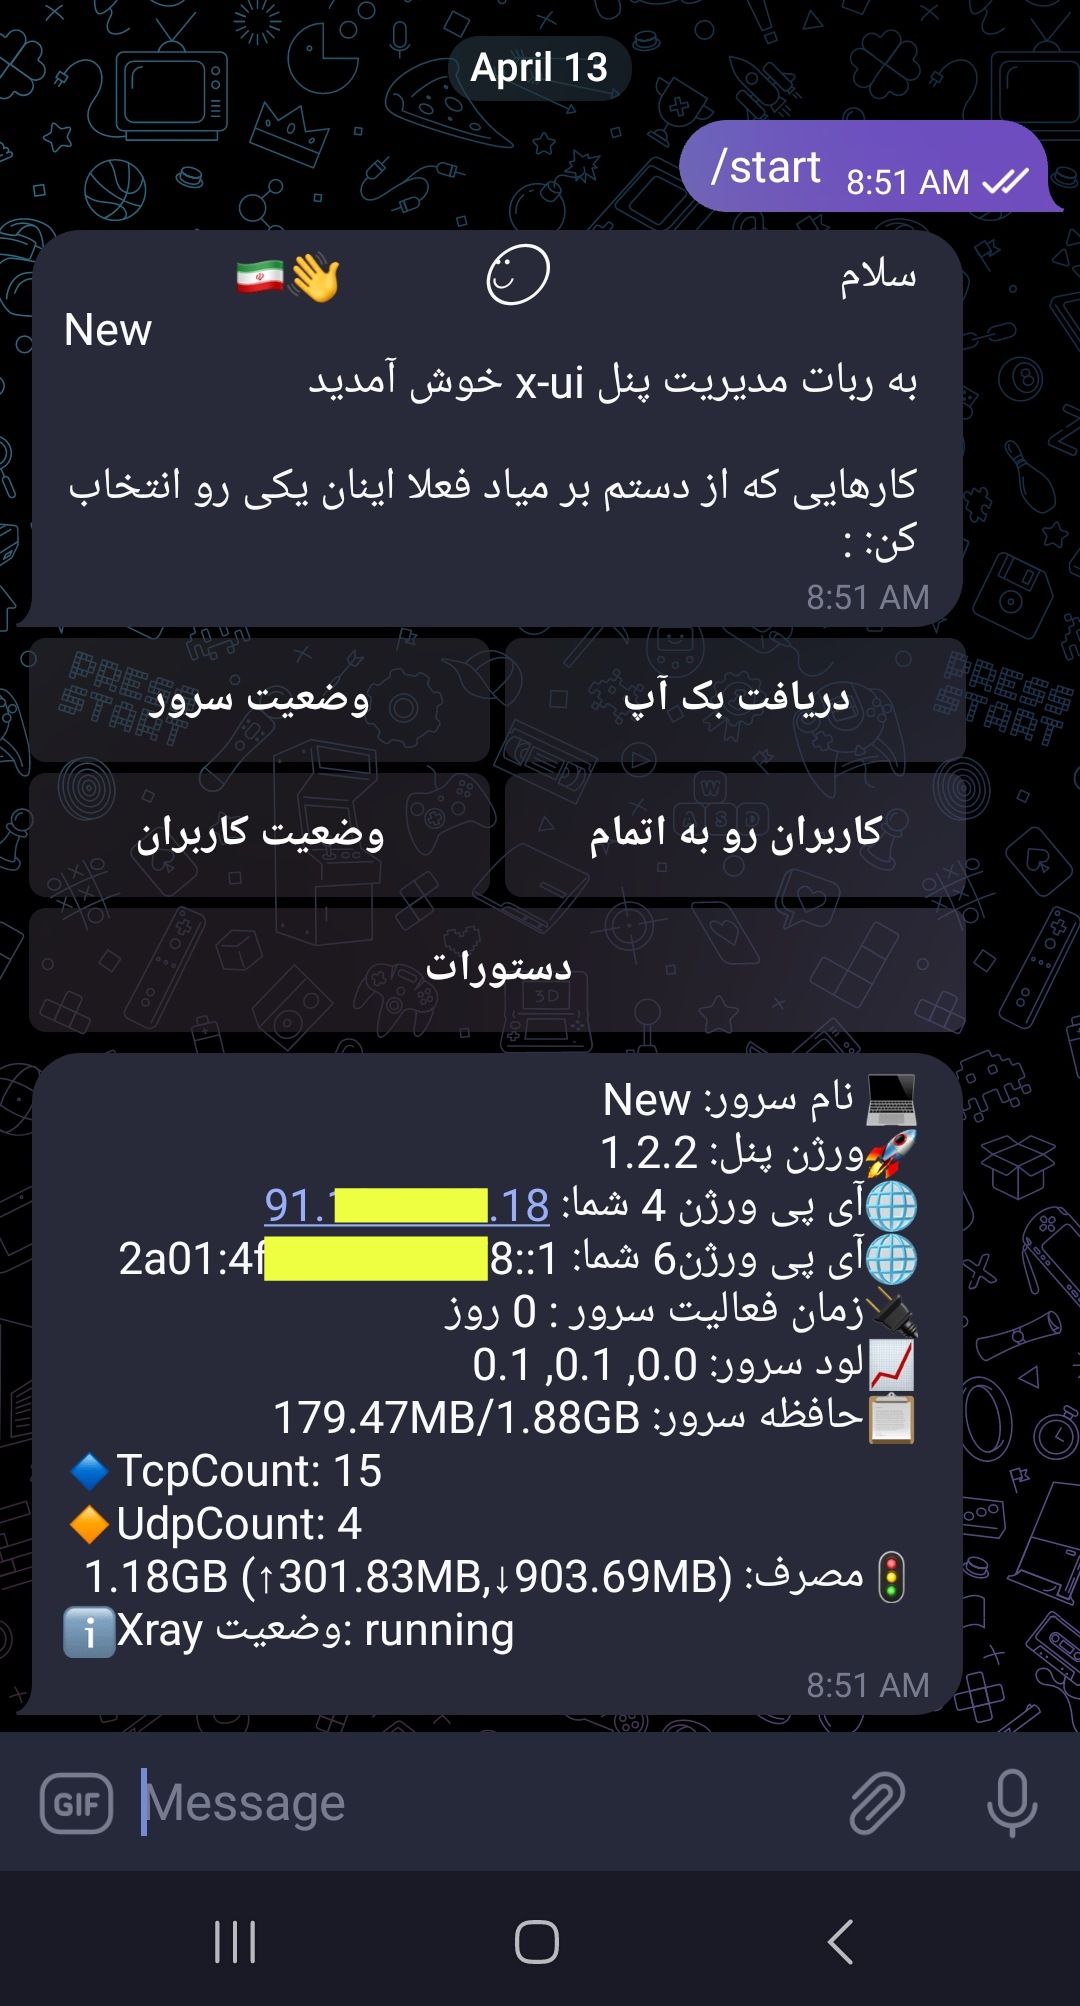 April 13
/start 8:51 AM
سلام 👋🇮🇷
New
به ربات مدیریت پنل x-ui خوش آمدید
کارهایی که از دستم بر میاد فعلا اینان یکی رو انتخاب
کن: :
8:51 AM
دریافت بک آپ
وضعیت سرور
کاربران رو به اتمام
وضعیت کاربران
دستورات
💻 نام سرور: New
🚀ورژن پنل: 1.2.2
🌐آی پی ورژن 4 شما: 91. .18
🌐آی پی ورژن6 شما: 2a01:4f 8::1
🔌زمان فعالیت سرور : 0 روز
📈لود سرور: 0.0, 0.1, 0.1
📋حافظه سرور: 179.47MB/1.88GB
🔷TcpCount: 15
🔶UdpCount: 4
🚦مصرف: 1.18GB (↑301.83MB,↓903.69MB)
ℹ️Xray وضعیت: running
8:51 AM
GIF Message